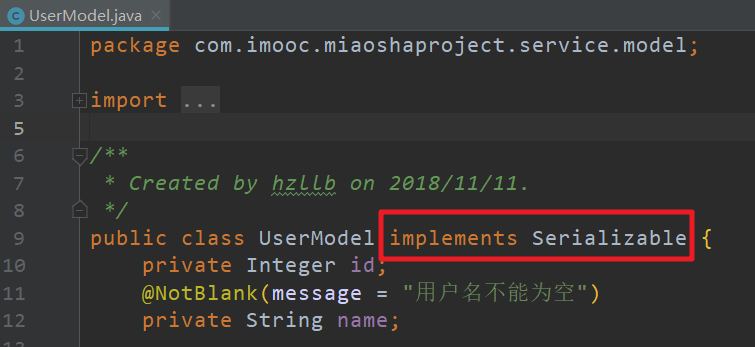 UserModel.java
1 package com.imooc.miaoshaproject.service.model;
2
3 import ...
5
6 /**
7 * Created by hzllb on 2018/11/11.
8 */
9 public class UserModel implements Serializable {
10 private Integer id;
11 @NotBlank(message = "用户名不能为空")
12 private String name;
13